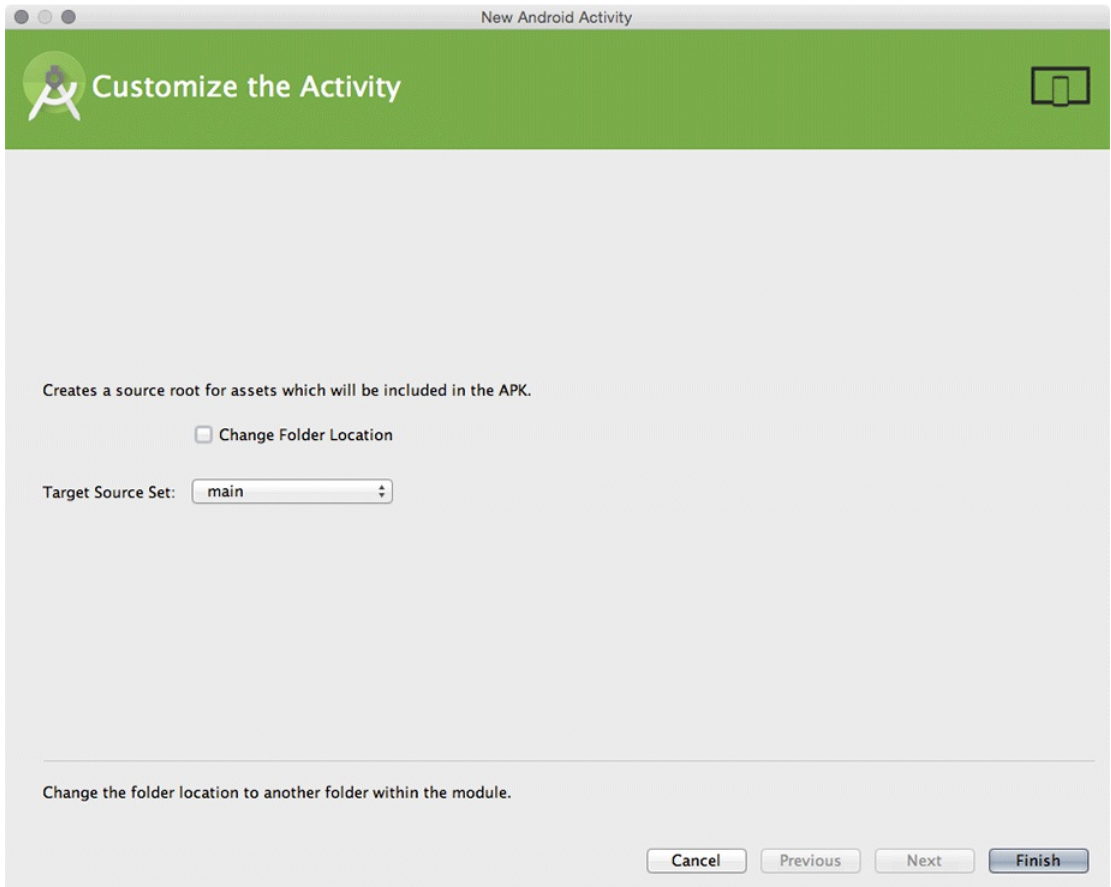 New Android Activity
Customize the Activity
Creates a source root for assets which will be included in the APK.
Change Folder Location
Target Source Set: main
Change the folder location to another folder within the module.
Cancel Previous Next Finish